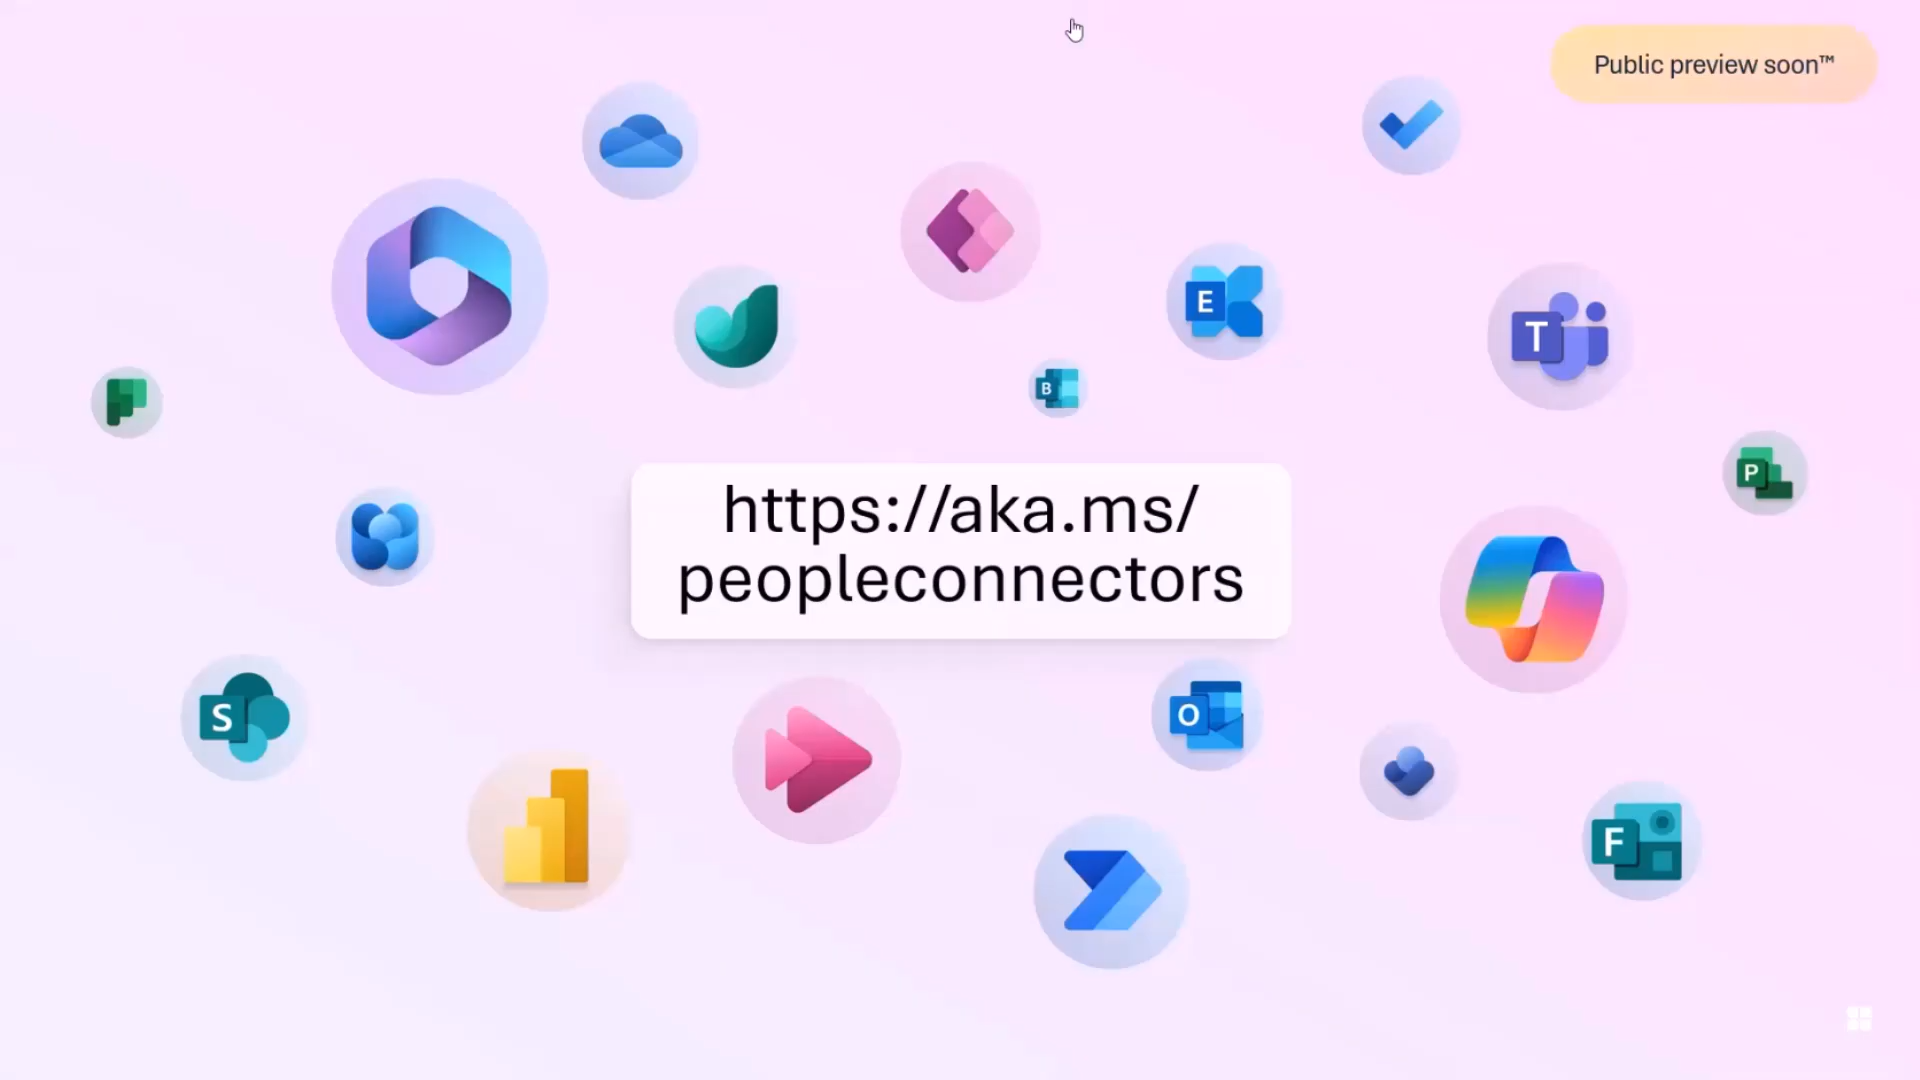 Public preview soon™
E
T
B
P
https://aka.ms/
peopleconnectors
S
O
F